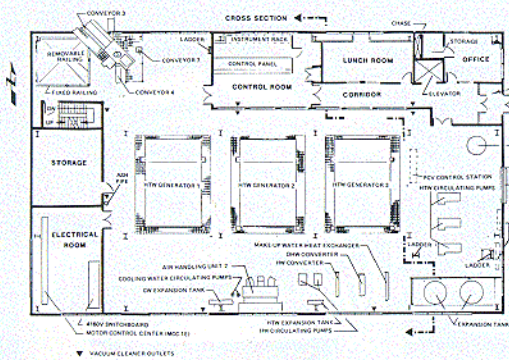 CONVEYOR 3
CROSS SECTION
CHASE
LADDER
INSTRUMENT RACK
STORAGE
REMOVABLE
RAILING
CONVEYOR 3
CONTROL PANEL
LUNCH ROOM
OFFICE
FIXED RAILING
CONVEYOR 4
CONTROL ROOM
CORRIDOR
ELEVATOR
DN
UP
STORAGE
ASH
PIPE
HTW GENERATOR 1
HTW GENERATOR 2
HTW GENERATOR 3
PCV CONTROL STATION
HTW CIRCULATING PUMPS
ELECTRICAL
ROOM
MAKE-UP WATER HEAT EXCHANGER
DHW CONVERTER
HW CONVERTER
AIR HANDLING UNIT 2
COOLING WATER CIRCULATING PUMPS
CW EXPANSION TANK
LADDER
LADDER
4160V SWITCHBOARD
MOTOR CONTROL CENTER (MCC 1E)
HTW EXPANSION TANK
HW CIRCULATING PUMPS
EXPANSION TANK
VACUUM CLEANER OUTLETS